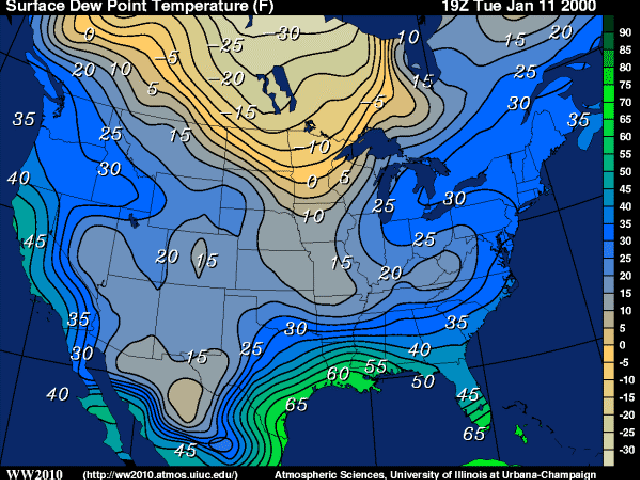 Surface Dew Point Temperature (F) 19Z Tue Jan 11 2000
0 -5 -25 -30 10 15 20
20 10 5 -20 15 25
-15 -5 30
35 25 15 -10 35
30 0 5
40 25 30
10
45 20 15 15 20 25
35 30 35
30 15 25 40
40 60 55 50 45
65 65
45
90
85
80
75
70
65
60
55
50
45
40
35
30
25
20
15
10
5
0
-5
-10
-15
-20
-25
-30
WW2010 (http://ww2010.atmos.uiuc.edu/) Atmospheric Sciences, University of Illinois at Urbana-Champaign